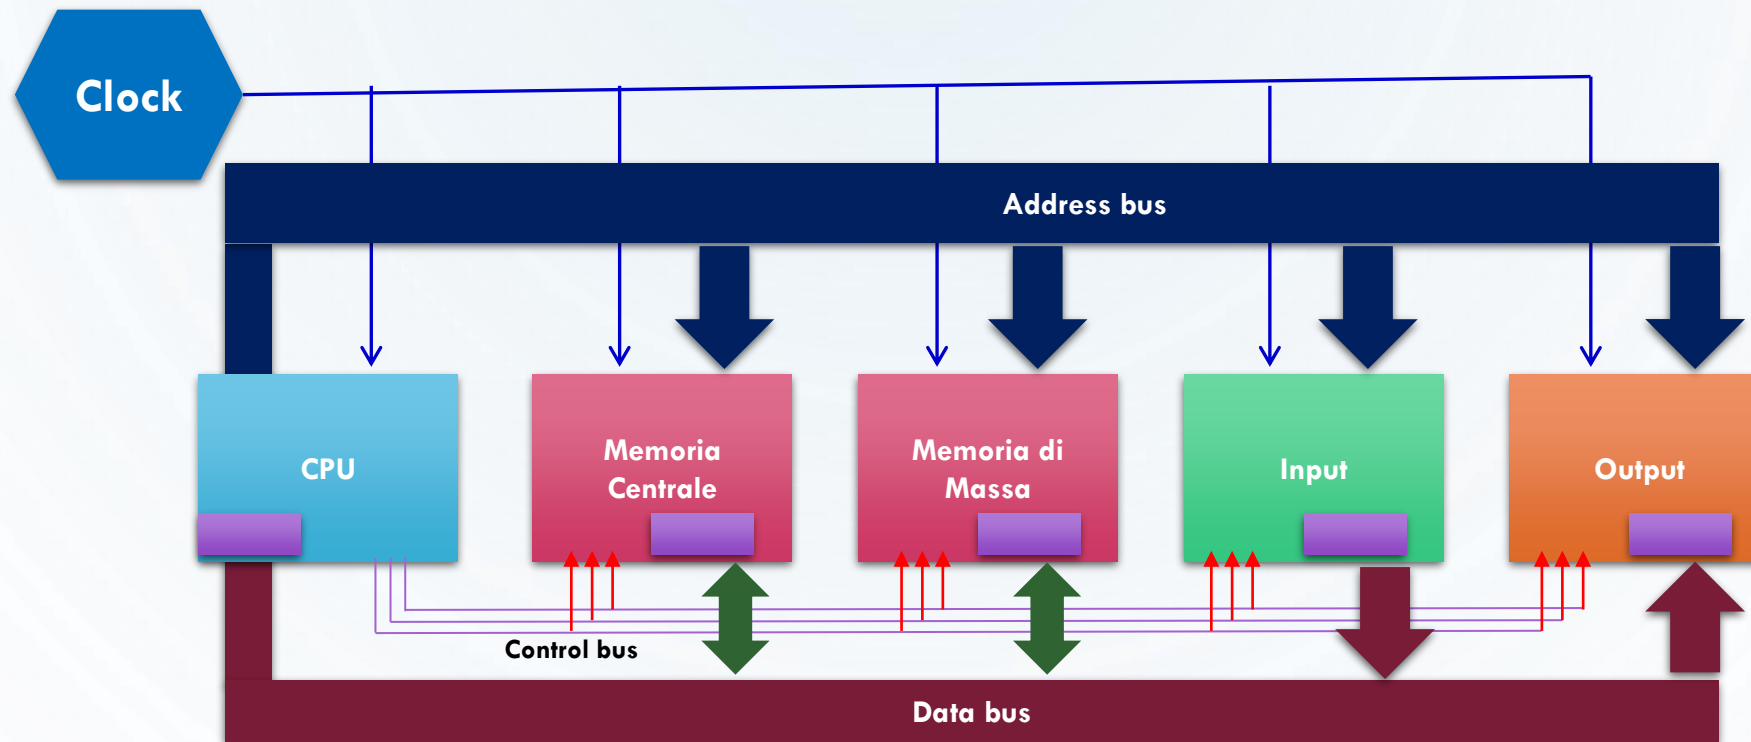 Clock
Address bus
CPU
Memoria
Centrale
Memoria di
Massa
Input
Output
Control bus
Data bus